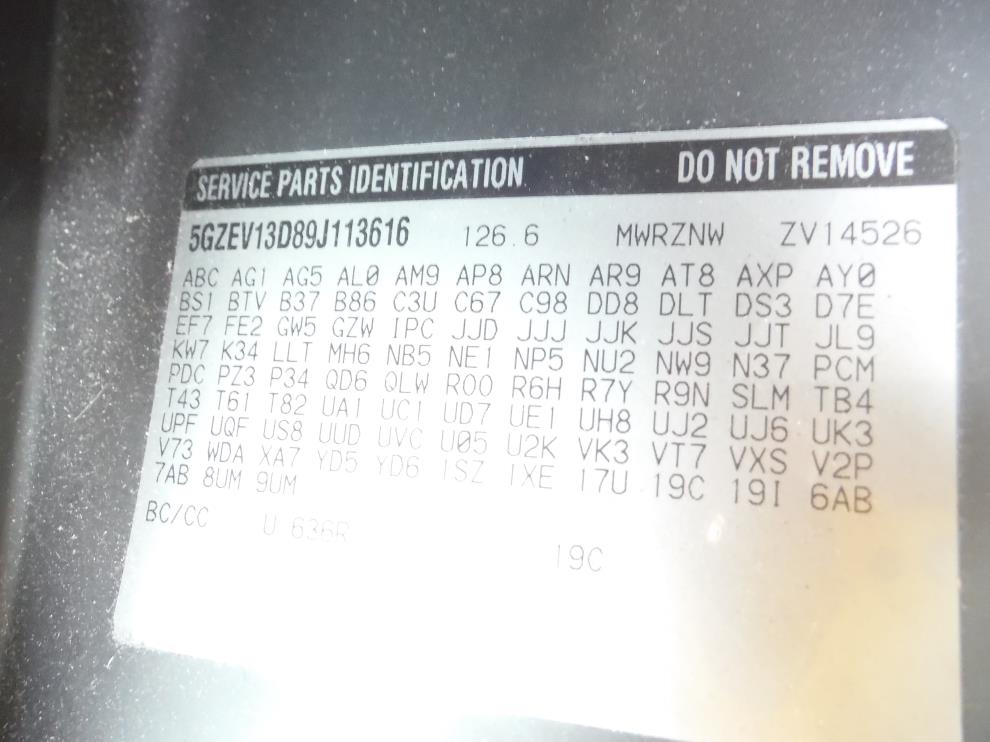 SERVICE PARTS IDENTIFICATION DO NOT REMOVE
5GZEV13D89J113616 126.6 MWRZNW ZV14526
ABC AG1 AG5 AL0 AM9 AP8 ARN AR9 AT8 AXP AY0
BS1 BTV B37 B86 C3U C67 C98 DD8 DLT DS3 D7E
EF7 FE2 GW5 GZW IPC JJD JJJ JJK JJS JJT JL9
KW7 K34 LLT MH6 NB5 NE1 NP5 NU2 NW9 N37 PCM
PDC PZ3 P34 QD6 QLW R00 R6H R7Y R9N SLM TB4
T43 T61 T82 UA1 UC1 UD7 UE1 UH8 UJ2 UJ6 UK3
UPF UQF US8 UUD UVC U05 U2K VK3 VT7 VXS V2P
V73 WDA XA7 YD5 YD6 1SZ 1XE 17U 19C 19I 6AB
7AB 8UM 9UM
BC/CC U 636R
19C